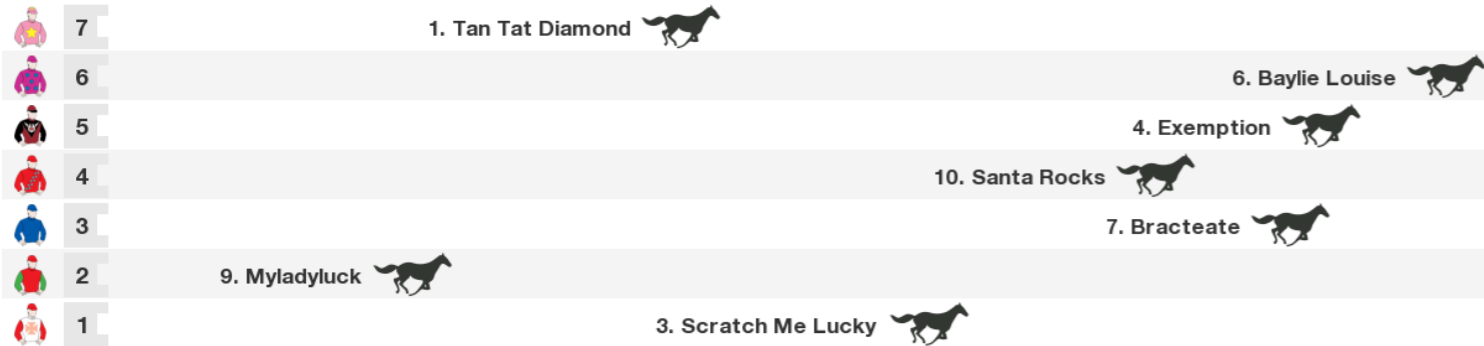 7 1. Tan Tat Diamond
6 6. Baylie Louise
5 4. Exemption
4 10. Santa Rocks
3 7. Bracteate
2 9. Myladyluck
1 3. Scratch Me Lucky